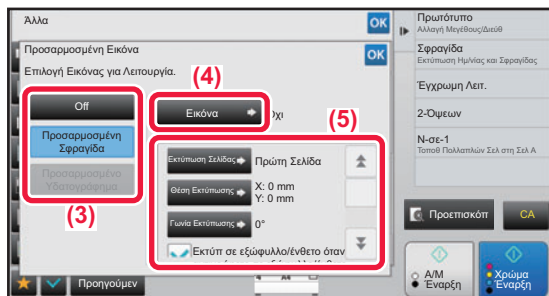 Άλλα
OK
Προσαρμοσμένη Εικόνα
OK
Επιλογή Εικόνας για Λειτουργία.
(4)
Off
Εικόνα
(5)
Προσαρμοσμένη
Σφραγίδα
Προσαρμοσμένο
Υδατογράφημα
(3)
Εκτύπωση Σελίδας
Πρώτη Σελίδα
Θέση Εκτύπωσης
X: 0 mm
Y: 0 mm
Γωνία Εκτύπωσης
0°
Εκτύπ σε εξώφυλλο/ένθετο όταν
Προηγούμεν
A4
Πρωτότυπο
Αλλαγή Μεγέθους/Διεύθ
Σφραγίδα
Εκτύπωση Ημ/νίας και Σφραγίδας
Έγχρωμη Λειτ.
2-Όψεων
N-σε-1
Τοποθ Πολλαπλών Σελ στη Σελ Α
Προεπισκόπ
CA
Α/Μ
Έναρξη
Χρώμα
Έναρξη